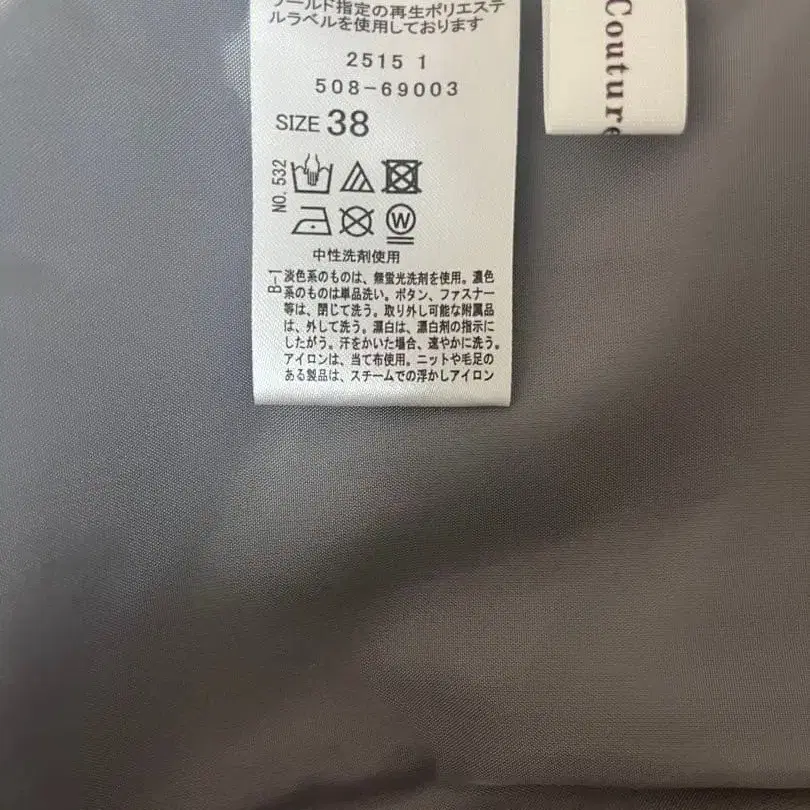 ワールド指定の再生ポリエステ
ルラベルを使用しております
2515 1
508-69003
SIZE 38
NO. 532
W
中性洗剤使用
B-1
淡色系のものは、無蛍光洗剤を使用。濃色
系のものは単品洗い。ボタン、ファスナー
等は、閉じて洗う。取り外し可能な附属品
は、外して洗う。漂白は、漂白剤の指示に
したがう。汗をかいた場合、速やかに洗う。
アイロンは、当て布使用。ニットや毛足の
ある製品は、スチームでの浮かしアイロン
Couture